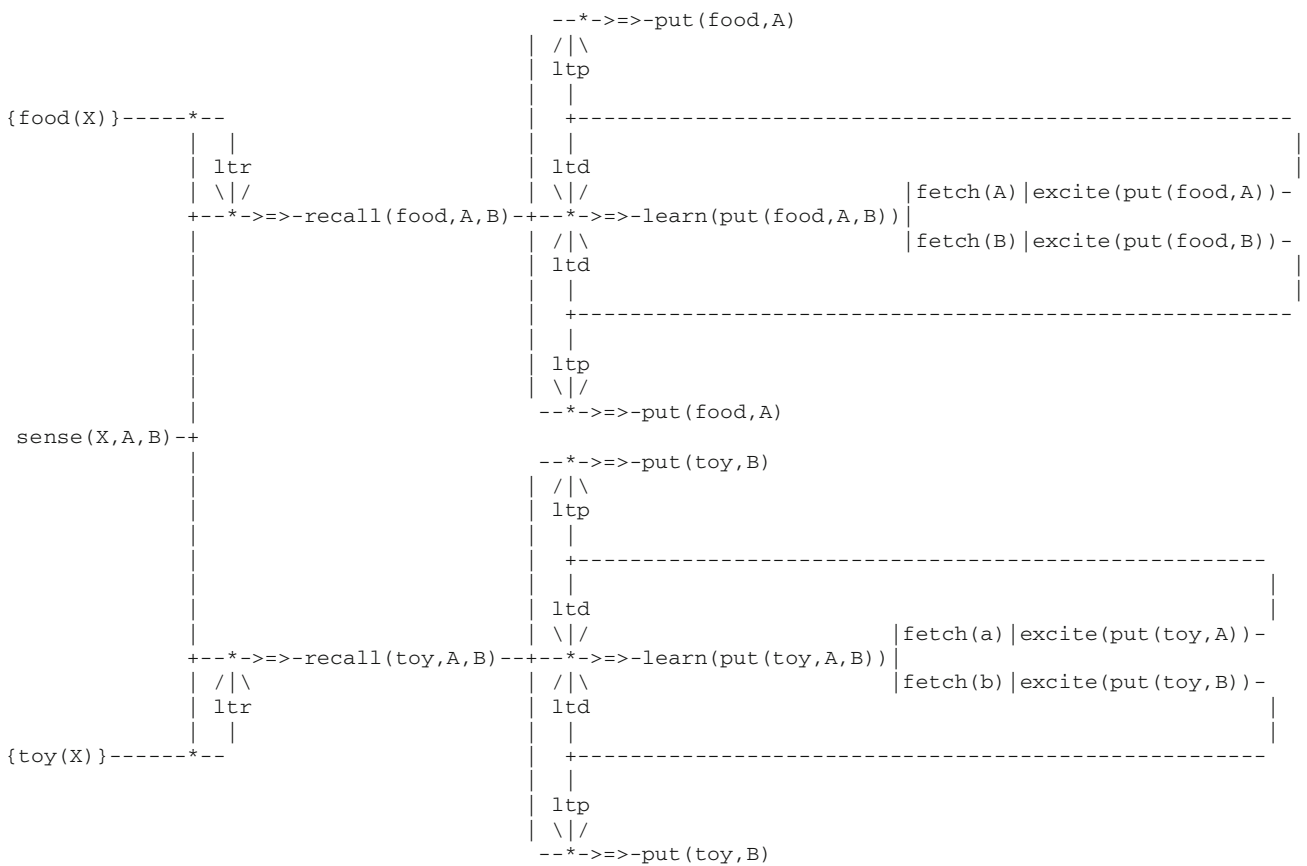 --*->=>-put(food,A)
| /|\
| ltp
| |
{food(X)}-----*-- | +-------------------------------------------------------
| | | | |
| ltr | ltd |
| \|/ | \|/ |fetch(A)|excite(put(food,A))-
+--*->=>-recall(food,A,B)-+--*->=>-learn(put(food,A,B))|
| | /|\ |fetch(B)|excite(put(food,B))-
| | ltd |
| | | |
| | +-------------------------------------------------------
| | |
| | ltp
| | \|/
| --*->=>-put(food,A)
sense(X,A,B)-+
| --*->=>-put(toy,B)
| | /|\
| | ltp
| | |
| | +-----------------------------------------------------
| | | |
| | ltd |
| | \|/ |fetch(a)|excite(put(toy,A))-
+--*->=>-recall(toy,A,B)--+--*->=>-learn(put(toy,A,B))|
| /|\ | /|\ |fetch(b)|excite(put(toy,B))-
| ltr | ltd |
| | | | |
{toy(X)}------*-- | +-----------------------------------------------------
| |
| ltp
| \|/
--*->=>-put(toy,B)